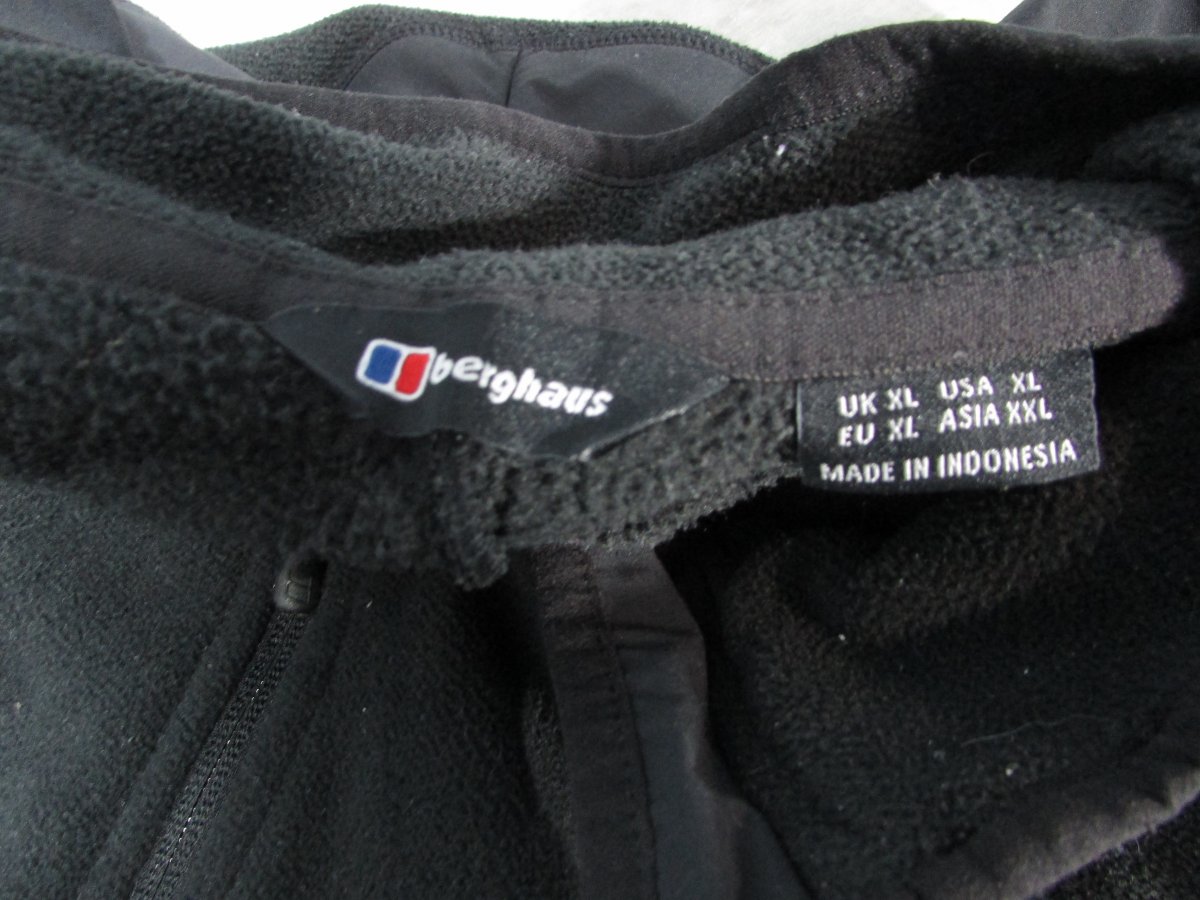 berghaus
UK XL USA XL
EU XL ASIA XXL
MADE IN INDONESIA